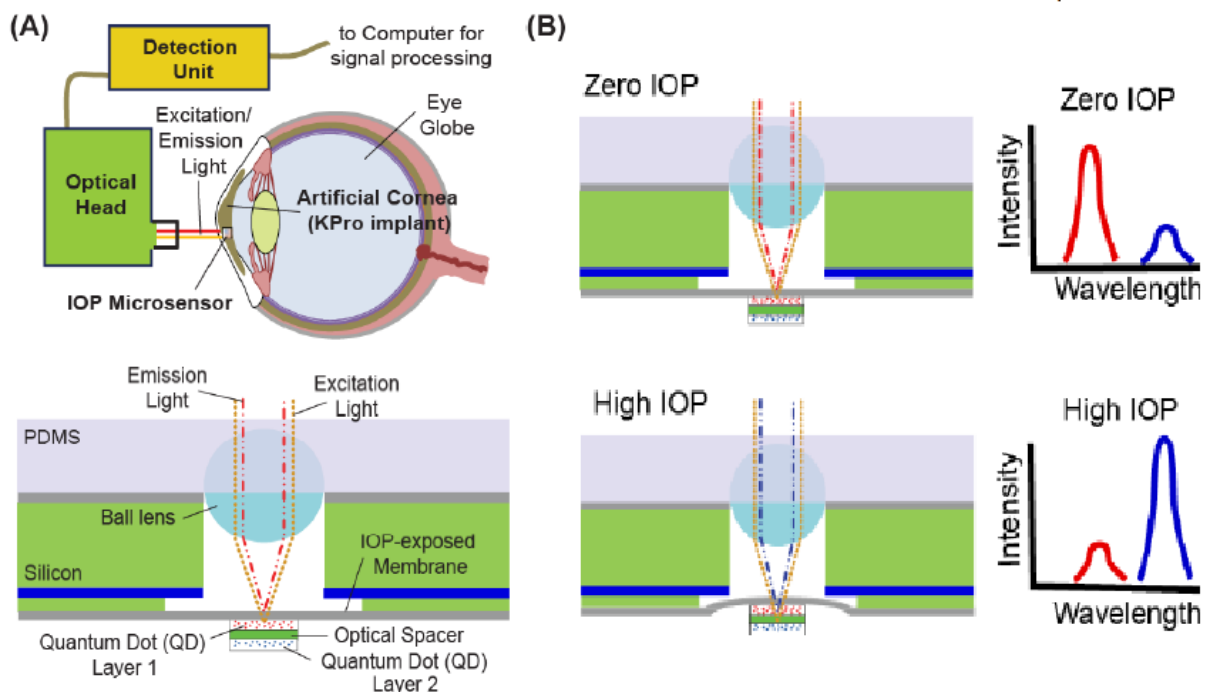 (A)
Detection
Unit
to Computer for
signal processing
Excitation/
Emission
Light
Eye
Globe
Optical
Head
Artificial Cornea
(KPro implant)
IOP Microsensor
Emission
Light
Excitation
Light
PDMS
Ball lens
IOP-exposed
Membrane
Silicon
Quantum Dot (QD)
Layer 1
Optical Spacer
Quantum Dot (QD)
Layer 2
(B)
Zero IOP
Zero IOP
Intensity
Wavelength
High IOP
High IOP
Intensity
Wavelength